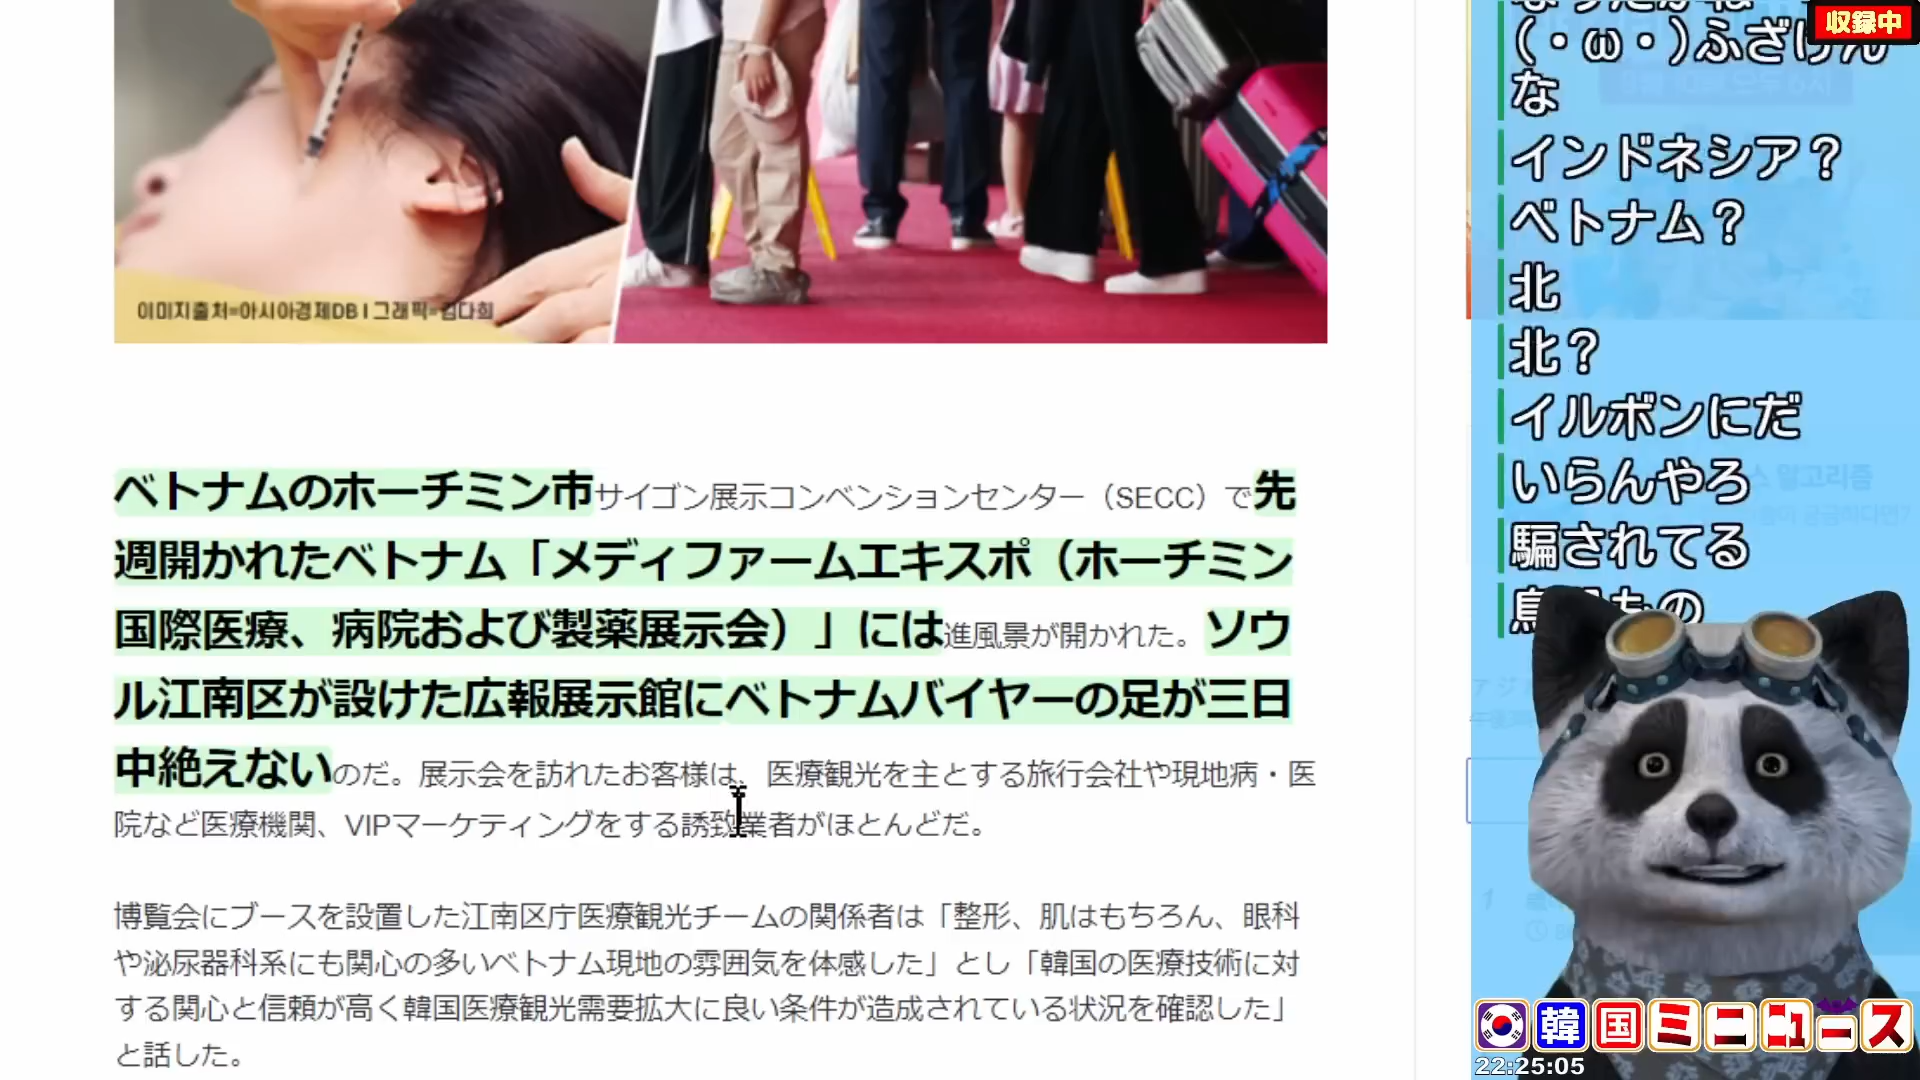 収録中
(・ω・)ふざけん
な
インドネシア？
ベトナム？
北
北？
イルボンにだ
いらんやろ
騙されてる
이미지출처=아시아경제DB I 그래픽=김다희
ベトナムのホーチミン市サイゴン展示コンベンションセンター（SECC）で先
週開かれたベトナム「メディファームエキスポ（ホーチミン
国際医療、病院および製薬展示会）」には進風景が開かれた。ソウ
ル江南区が設けた広報展示館にベトナムバイヤーの足が三日
中絶えないのだ。展示会を訪れたお客様は、医療観光を主とする旅行会社や現地病・医
院など医療機関、VIPマーケティングをする誘致業者がほとんどだ。
博覧会にブースを設置した江南区庁医療観光チームの関係者は「整形、肌はもちろん、眼科
や泌尿器科系にも関心の多いベトナム現地の雰囲気を体感した」とし「韓国の医療技術に対
する関心と信頼が高く韓国医療観光需要拡大に良い条件が造成されている状況を確認した」
と話した。
韓国ミニニュース
22:25:05